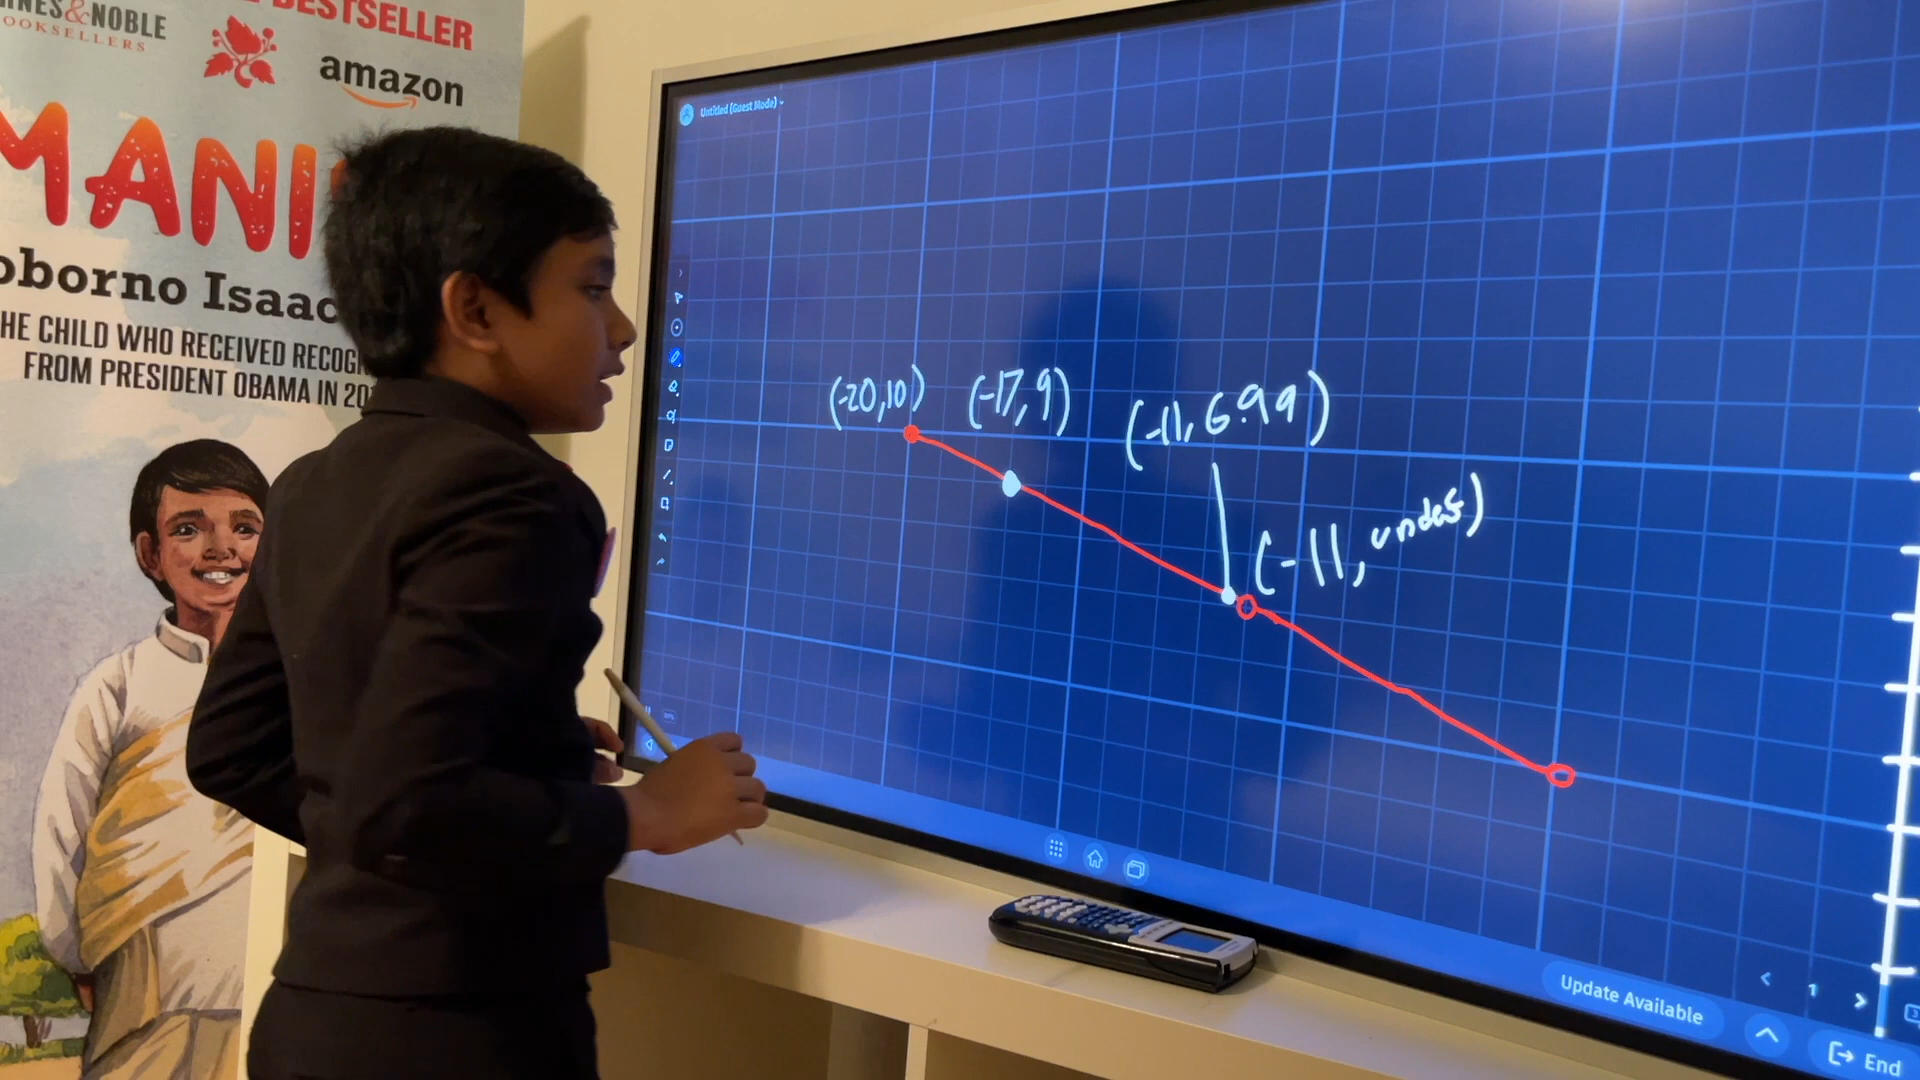 RNES&NOBLE
OOKSELLERS
BESTSELLER
amazon
MANI
oborno Isaac
HE CHILD WHO RECEIVED RECOG
FROM PRESIDENT OBAMA IN 20
Untitled (Guest Mode)
(-20,10) (-17,9) (-11, 6.99)
(-11, undef)
Update Available
< 1 >
End